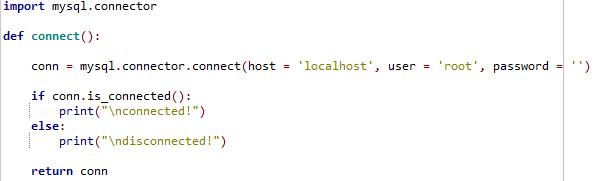 import mysql.connector
def connect():
conn = mysql.connector.connect(host = 'localhost', user = 'root', password = '')
if conn.is_connected():
print("\nconnected!")
else:
print("\ndisconnected!")
return conn